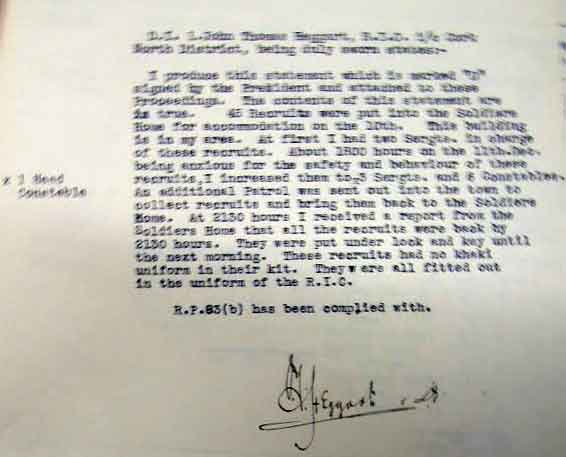 D.I. 1.John Thomas Heggart, R.I.C. i/c Cork
North District, being duly sworn states:-
I produce this statement which is marked "D"
signed by the President and attached to these
Proceedings. The contents of this statement are
is true. 45 Recruits were put into the Soldiers
Home for accommodation on the 10th. This building
is in my area. At first I had two Sergts. in charge
of these recruits. About 1800 hours on the 11th.Dec.
being anxious for the safety and behaviour of these
recruits,I increased them to 3 Sergts. and 6 Constables.
x 1 Head
Constable
An additional Patrol was sent out into the town to
collect recruits and bring them back to the Soldiers
Home. At 2130 hours I received a report from the
Soldiers Home that all the recruits were back by
2130 hours. They were put under lock and key until
the next morning. These recruits had no khaki
uniform in their kit. They were all fitted out
in the uniform of the R.I.C.
R.P.83(b) has been complied with.
Heggart